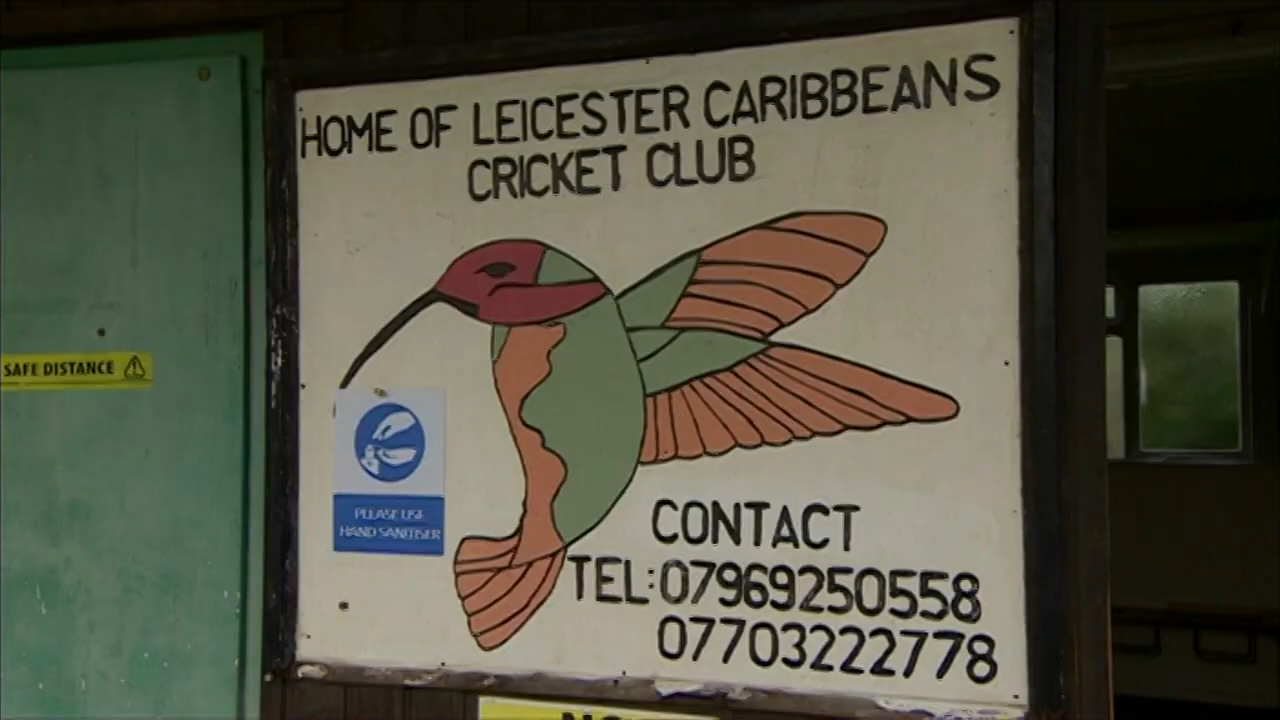 HOME OF LEICESTER CARIBBEANS
CRICKET CLUB
SAFE DISTANCE
PLEASE USE
HAND SANITISER
CONTACT
TEL:07969250558
07703222778